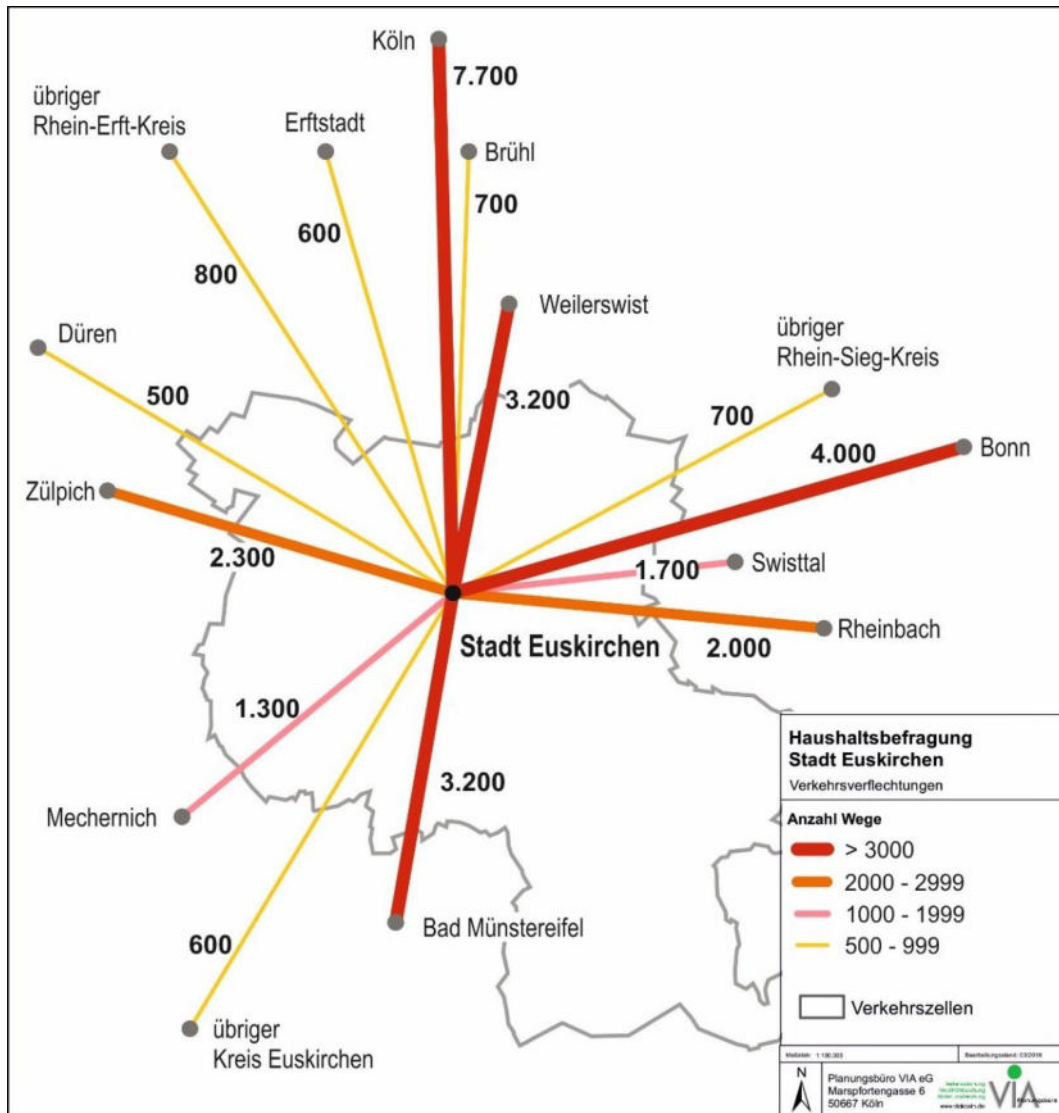 Köln
7.700
übriger
Rhein-Erft-Kreis
Erftstadt
Brühl
700
600
800
Weilerswist
Düren
übriger
Rhein-Sieg-Kreis
500
3.200
700
4.000
Bonn
Zülpich
2.300
1.700
Swisttal
Stadt Euskirchen
2.000
Rheinbach
1.300
3.200
Mechernich
Bad Münstereifel
600
übriger
Kreis Euskirchen
Haushaltsbefragung
Stadt Euskirchen
Verkehrsverflechtungen
Anzahl Wege
> 3000
2000 - 2999
1000 - 1999
500 - 999
Verkehrszellen
N
Planungsbüro VIA eG
Marspfortengasse 6
50667 Köln
VIA